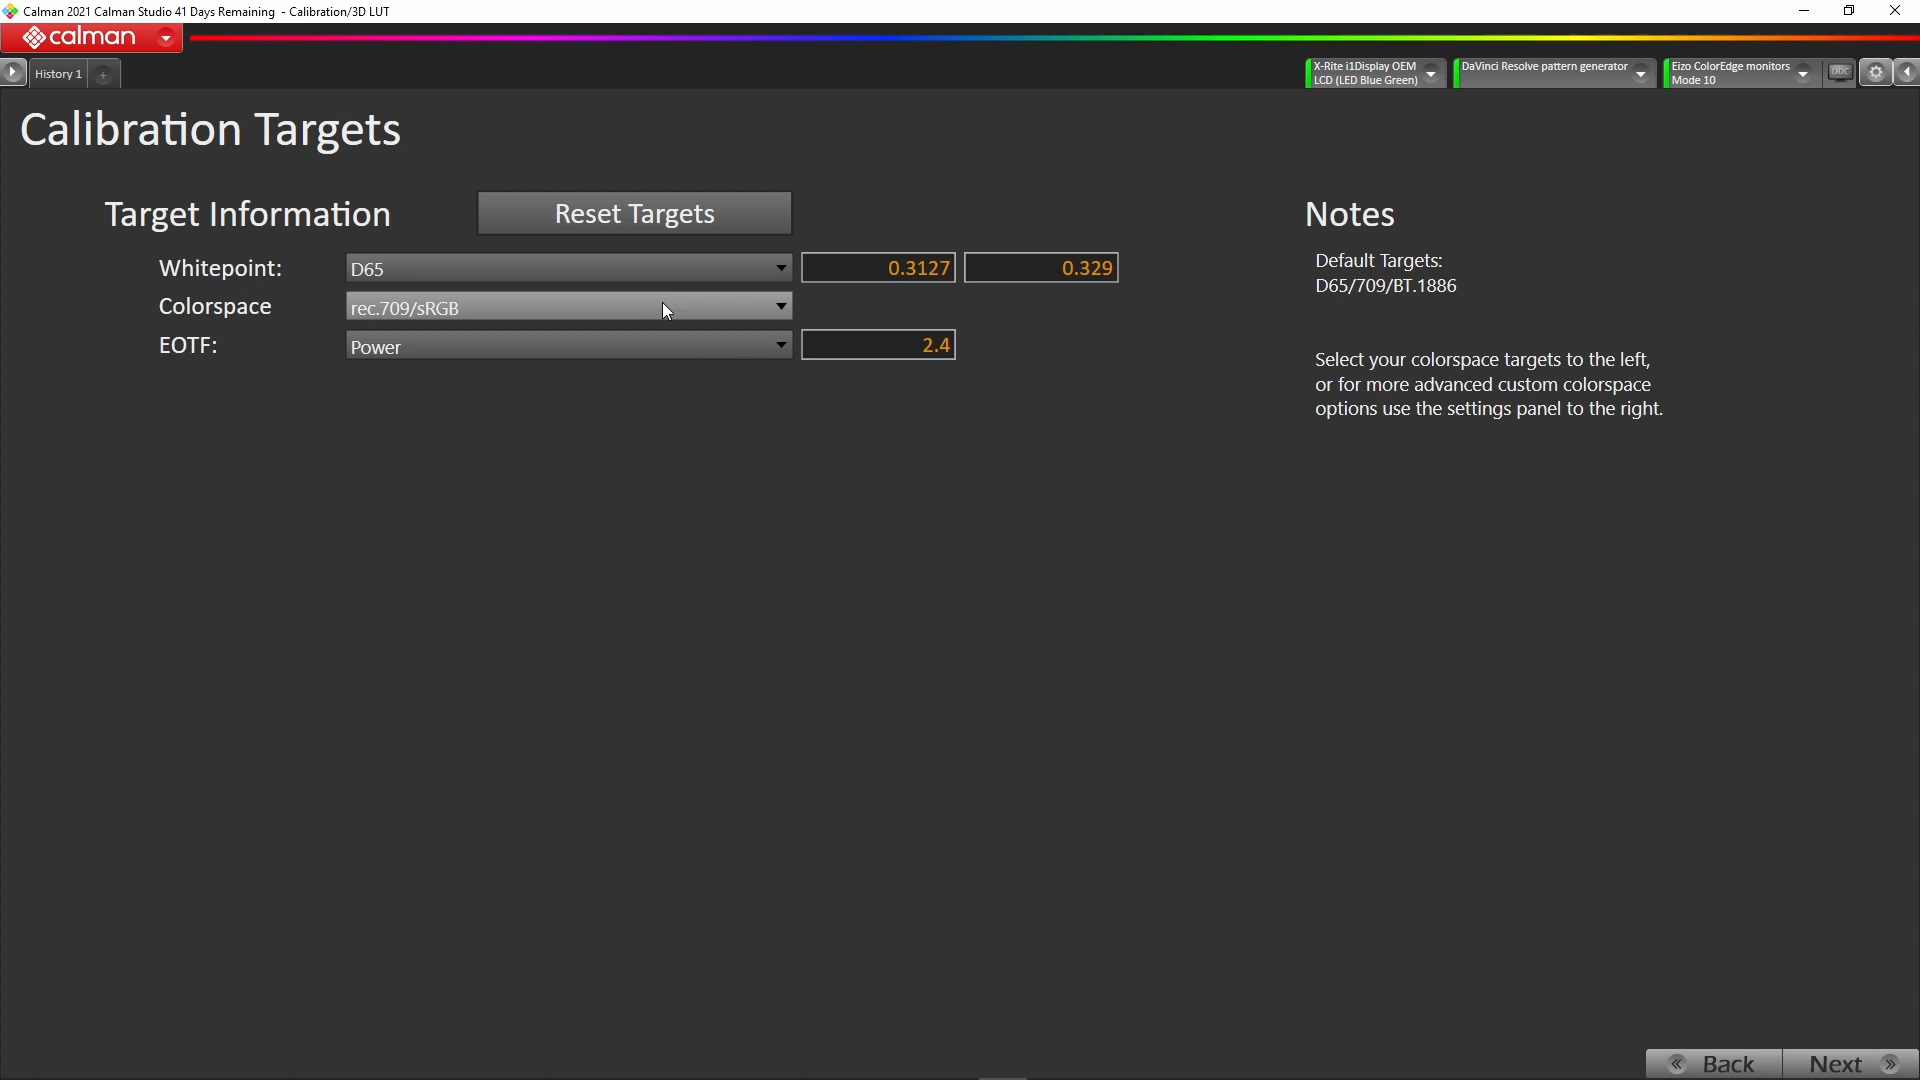 Calman 2021 Calman Studio 41 Days Remaining  - Calibration/3D LUT
calman
History 1
+
X-Rite i1Display OEM
LCD (LED Blue Green)
DaVinci Resolve pattern generator
Eizo ColorEdge monitors
Mode 10
DDC
Calibration Targets
Target Information
Reset Targets
Notes
Whitepoint:
D65
0.3127
0.329
Default Targets:
D65/709/BT.1886
Colorspace
rec.709/sRGB
EOTF:
Power
2.4
Select your colorspace targets to the left,
or for more advanced custom colorspace
options use the settings panel to the right.
« Back
Next »